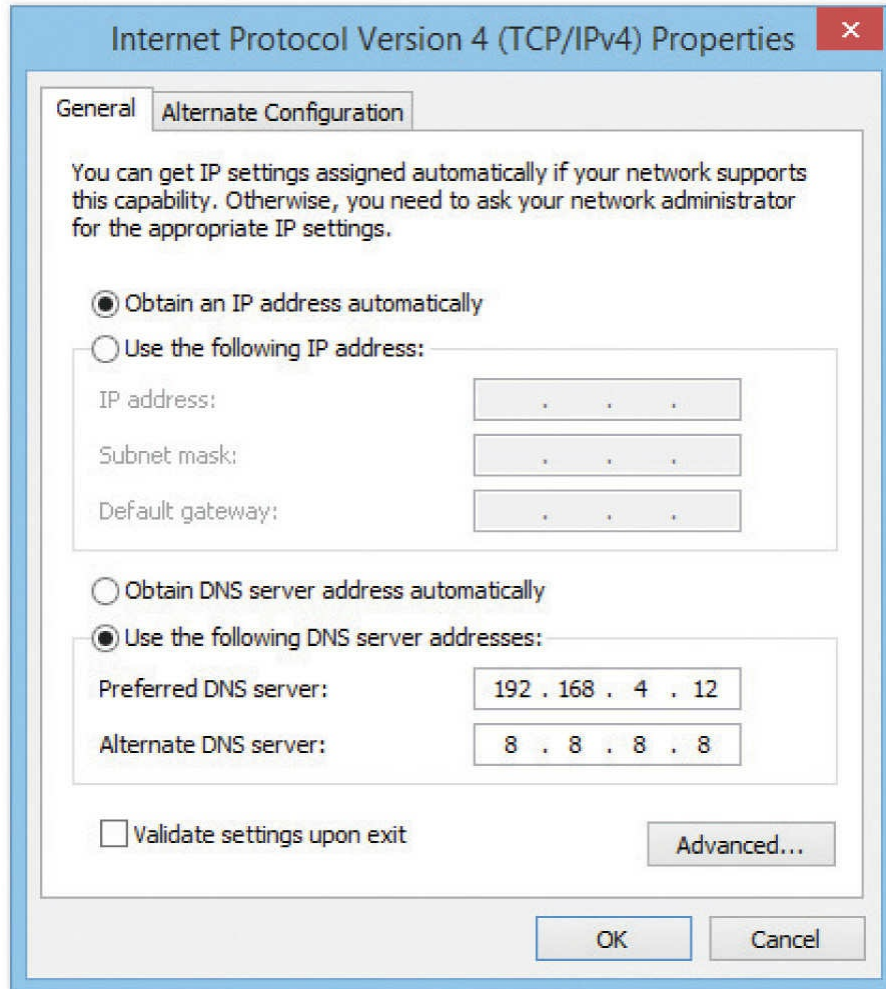 Internet Protocol Version 4 (TCP/IPv4) Properties
General
Alternate Configuration
You can get IP settings assigned automatically if your network supports
this capability. Otherwise, you need to ask your network administrator
for the appropriate IP settings.
Obtain an IP address automatically
Use the following IP address:
IP address: . . .
Subnet mask: . . .
Default gateway: . . .
Obtain DNS server address automatically
Use the following DNS server addresses:
Preferred DNS server: 192 . 168 . 4 . 12
Alternate DNS server: 8 . 8 . 8 . 8
Validate settings upon exit
Advanced...
OK
Cancel